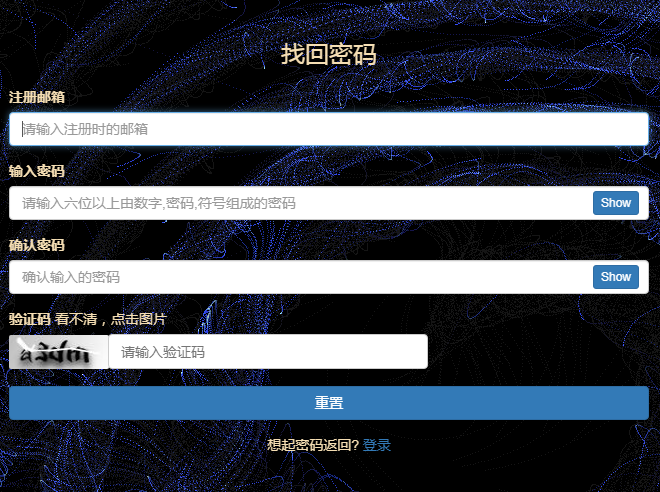 找回密码
注册邮箱
请输入注册时的邮箱
输入密码
请输入六位以上由数字,密码,符号组成的密码 Show
确认密码
确认输入的密码 Show
验证码 看不清，点击图片
a3dm 请输入验证码
重置
想起密码返回? 登录